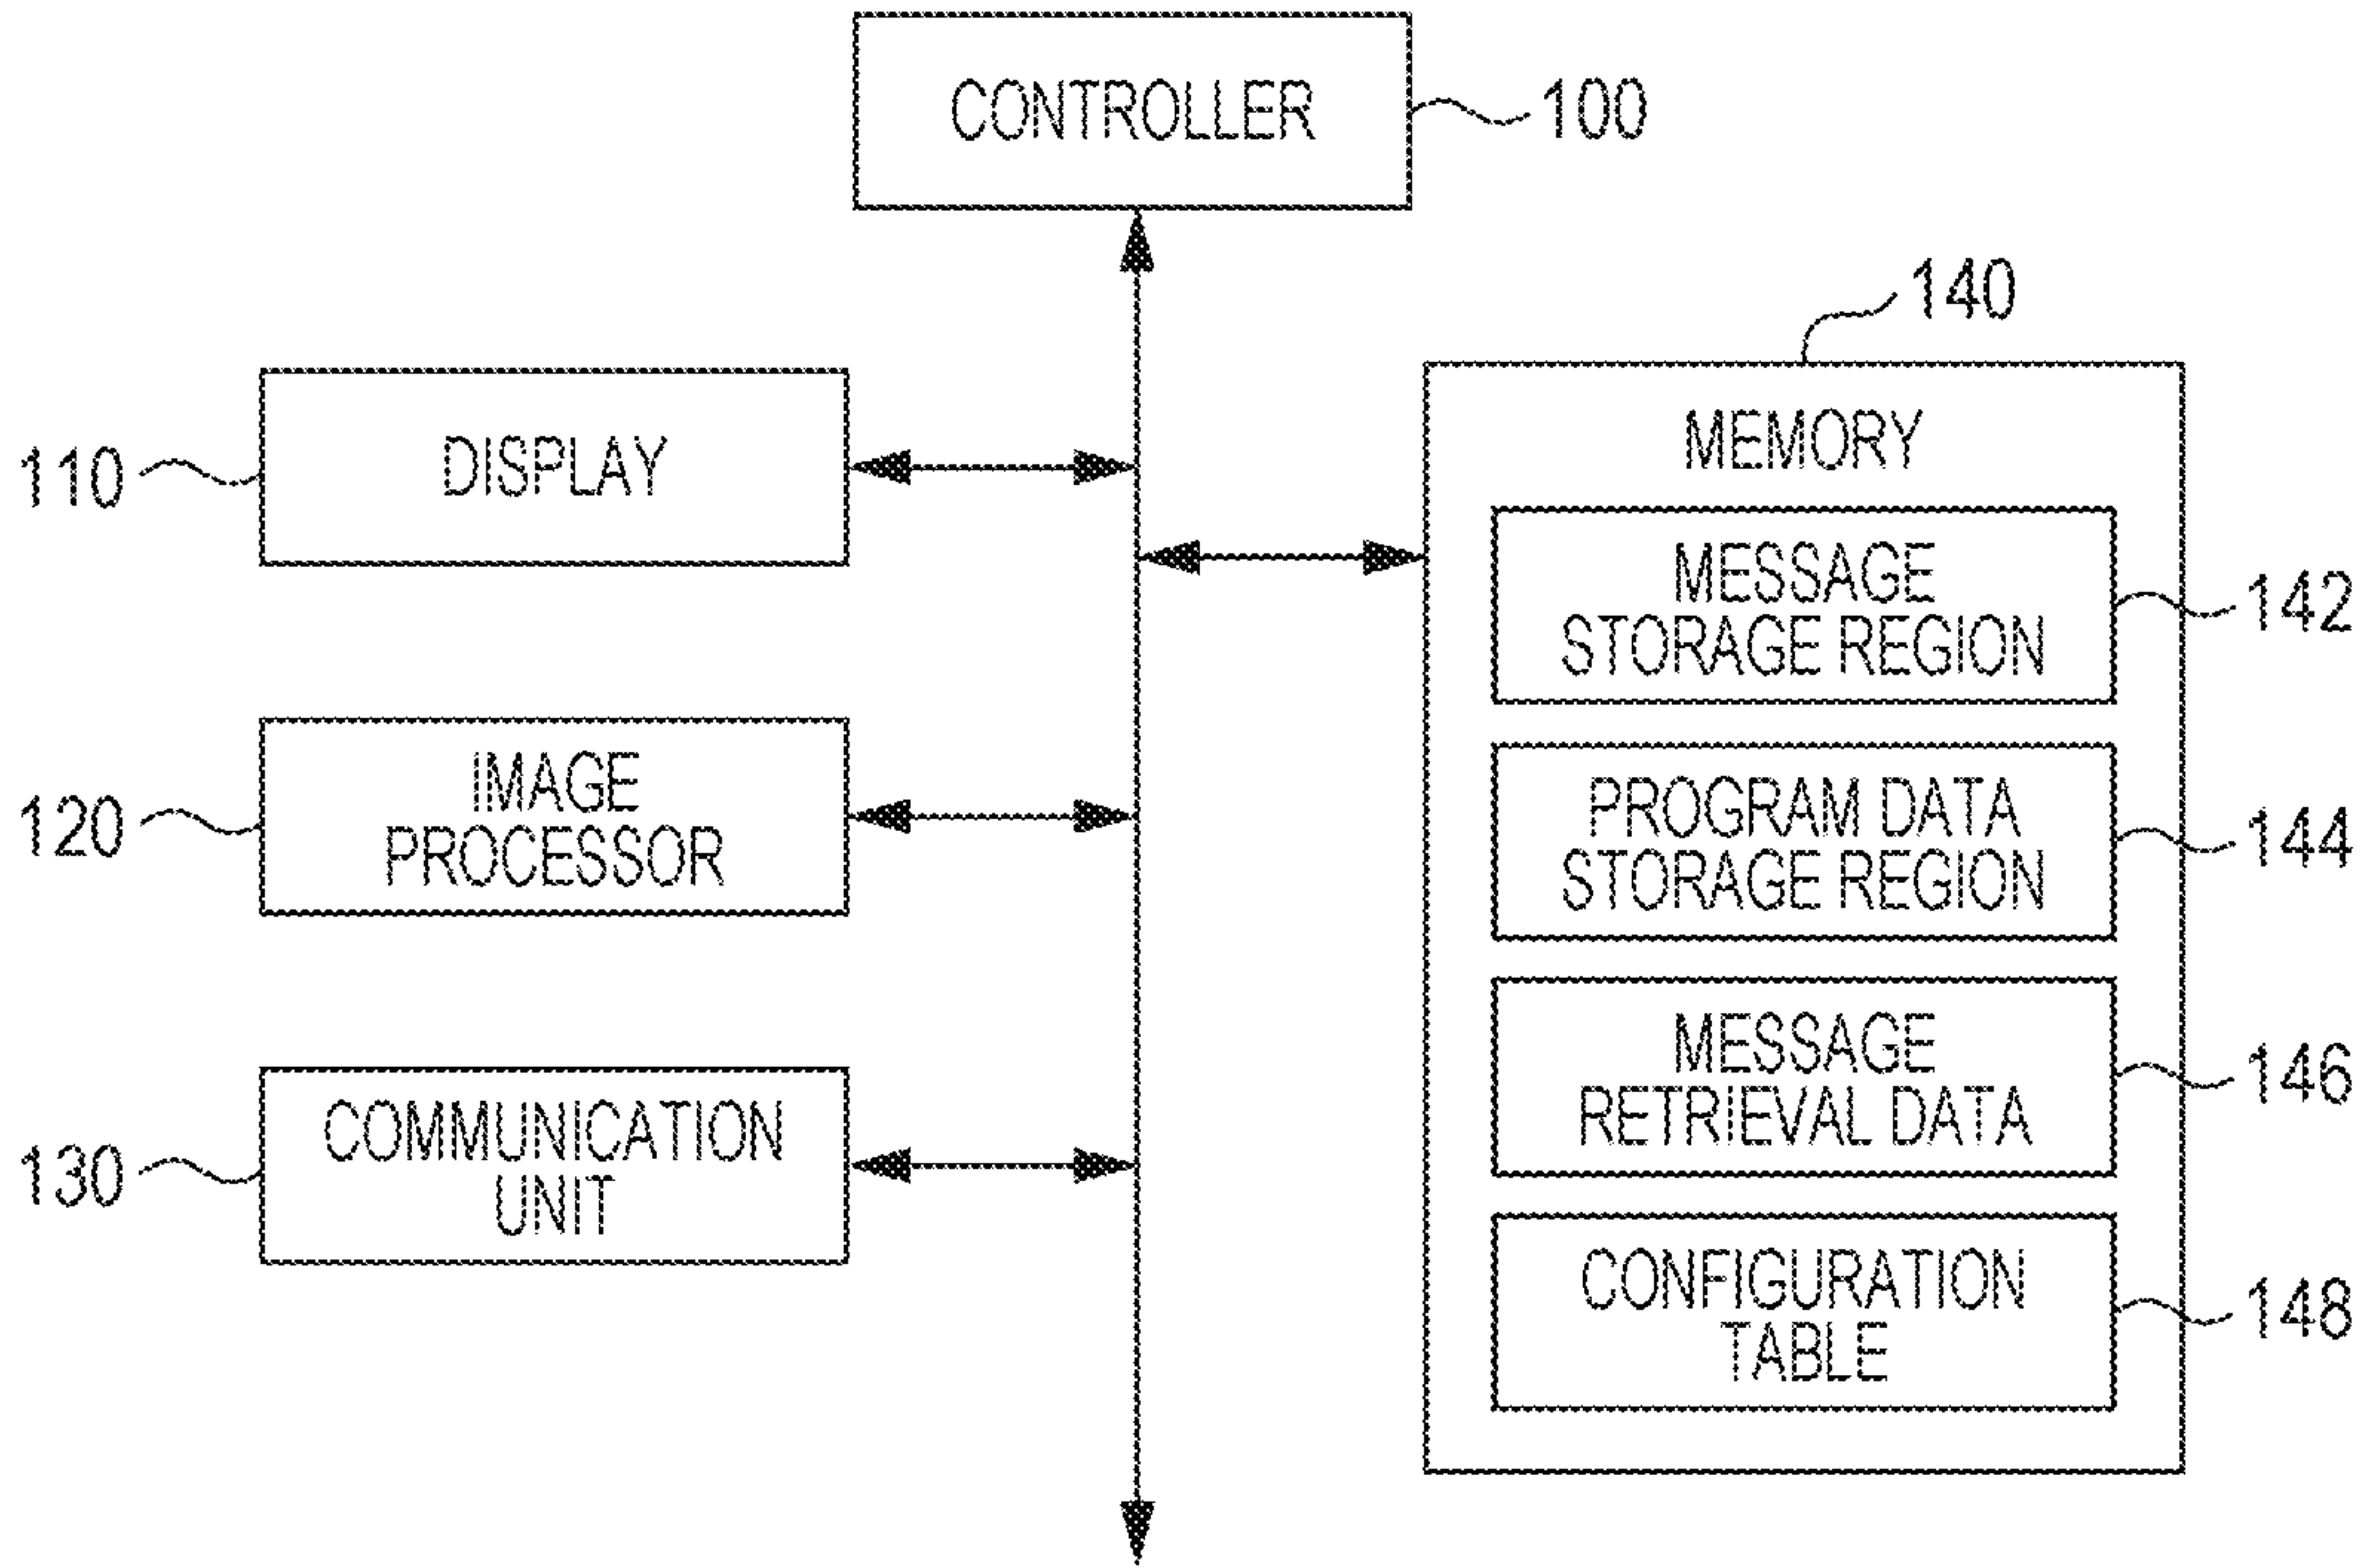 CONTROLLER
100
140
110
DISPLAY
MEMORY
MESSAGE
STORAGE REGION
142
120
IMAGE
PROCESSOR
PROGRAM DATA
STORAGE REGION
144
130
COMMUNICATION
UNIT
MESSAGE
RETRIEVAL DATA
146
CONFIGURATION
TABLE
148